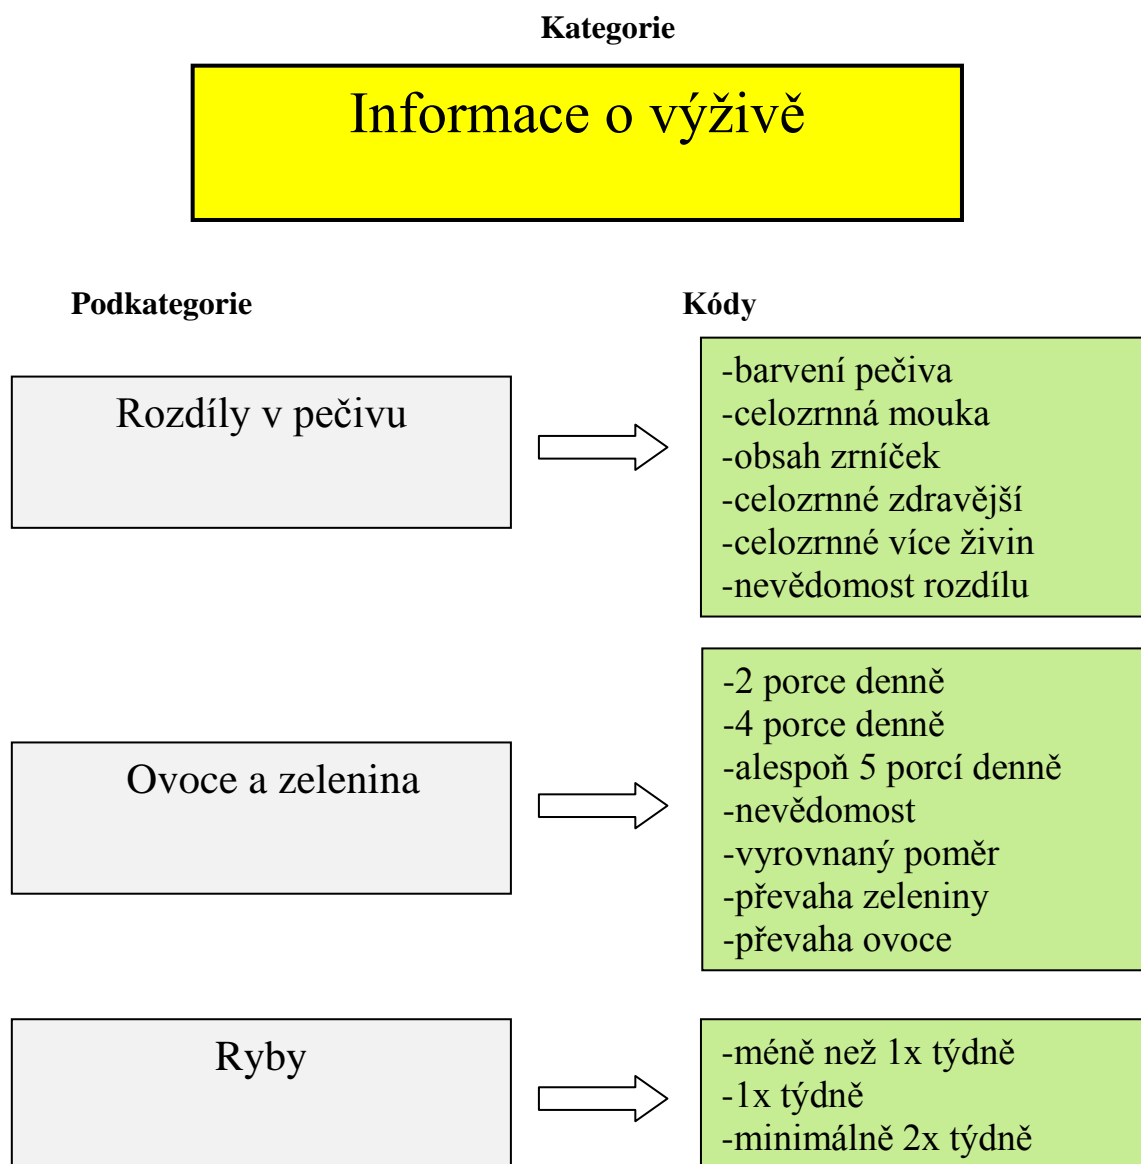 Kategorie
Informace o výživě
Podkategorie
Kódy
Rozdíly v pečivu
-barvení pečiva
-celozrnná mouka
-obsah zrníček
-celozrnné zdravější
-celozrnné více živin
-nevědomost rozdílu
Ovoce a zelenina
-2 porce denně
-4 porce denně
-alespoň 5 porcí denně
-nevědomost
-vyrovnaný poměr
-převaha zeleniny
-převaha ovoce
Ryby
-méně než 1x týdně
-1x týdně
-minimálně 2x týdně